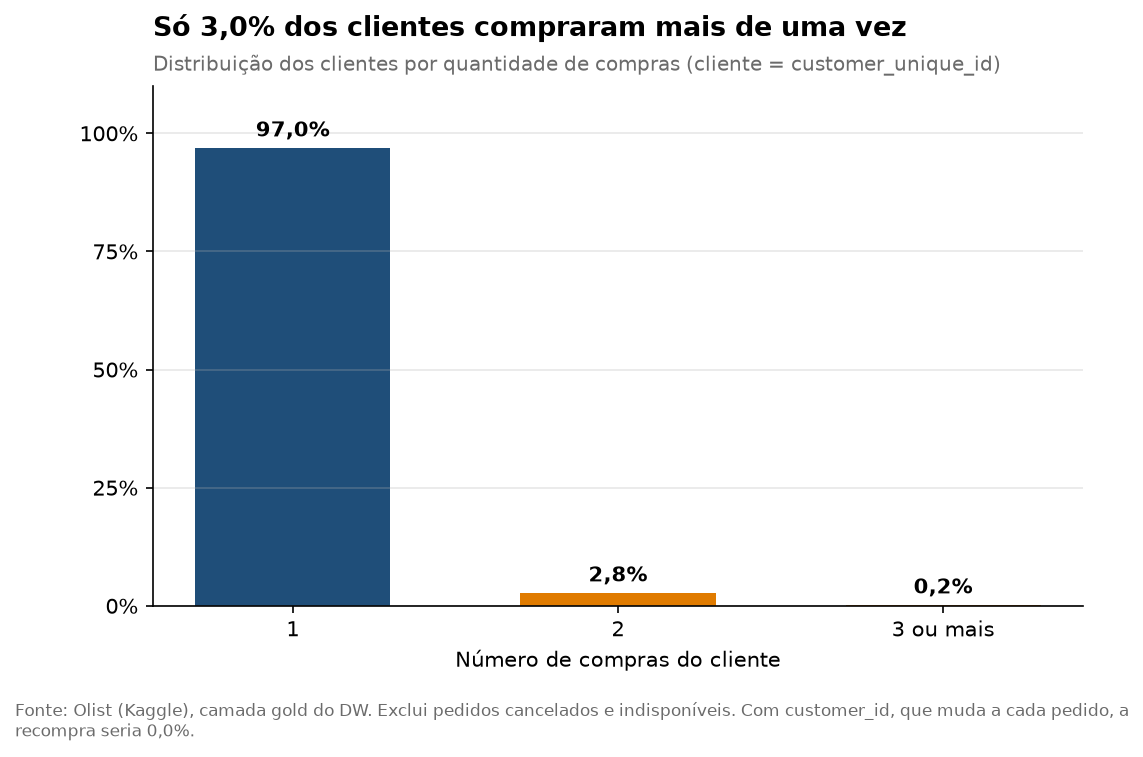 Só 3,0% dos clientes compraram mais de uma vez
Distribuição dos clientes por quantidade de compras (cliente = customer_unique_id)
100%
97,0%
75%
50%
25%
2,8%
0,2%
0%
1
2
3 ou mais
Número de compras do cliente
Fonte: Olist (Kaggle), camada gold do DW. Exclui pedidos cancelados e indisponíveis. Com customer_id, que muda a cada pedido, a
recompra seria 0,0%.